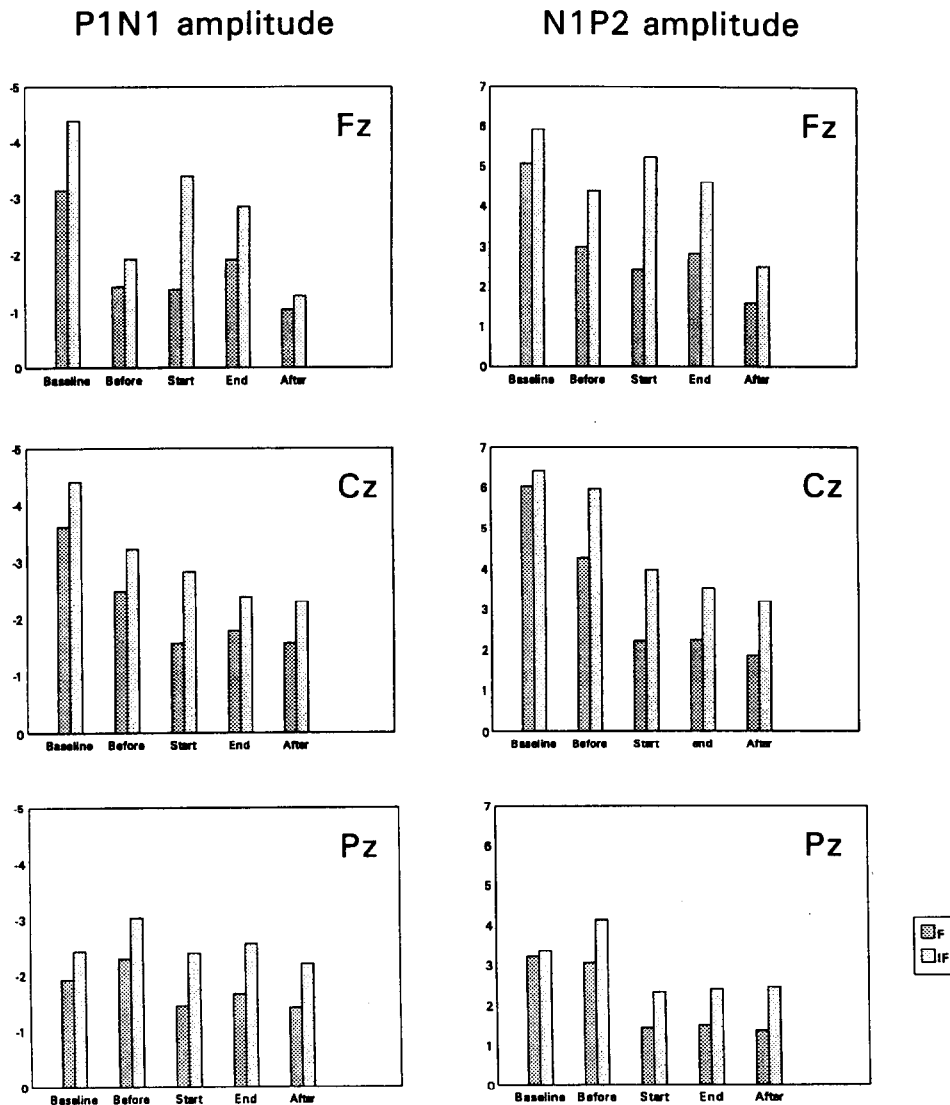 P1N1 amplitude
N1P2 amplitude
Fz
-5
-4
-3
-2
-1
0
Baseline Before Start End After
Fz
7
6
5
4
3
2
1
0
Baseline Before Start End After
Cz
-5
-4
-3
-2
-1
0
Baseline Before Start End After
Cz
7
6
5
4
3
2
1
0
Baseline Before Start end After
Pz
-5
-4
-3
-2
-1
0
Baseline Before Start End After
Pz
7
6
5
4
3
2
1
0
Baseline Before Start End After
F
IF